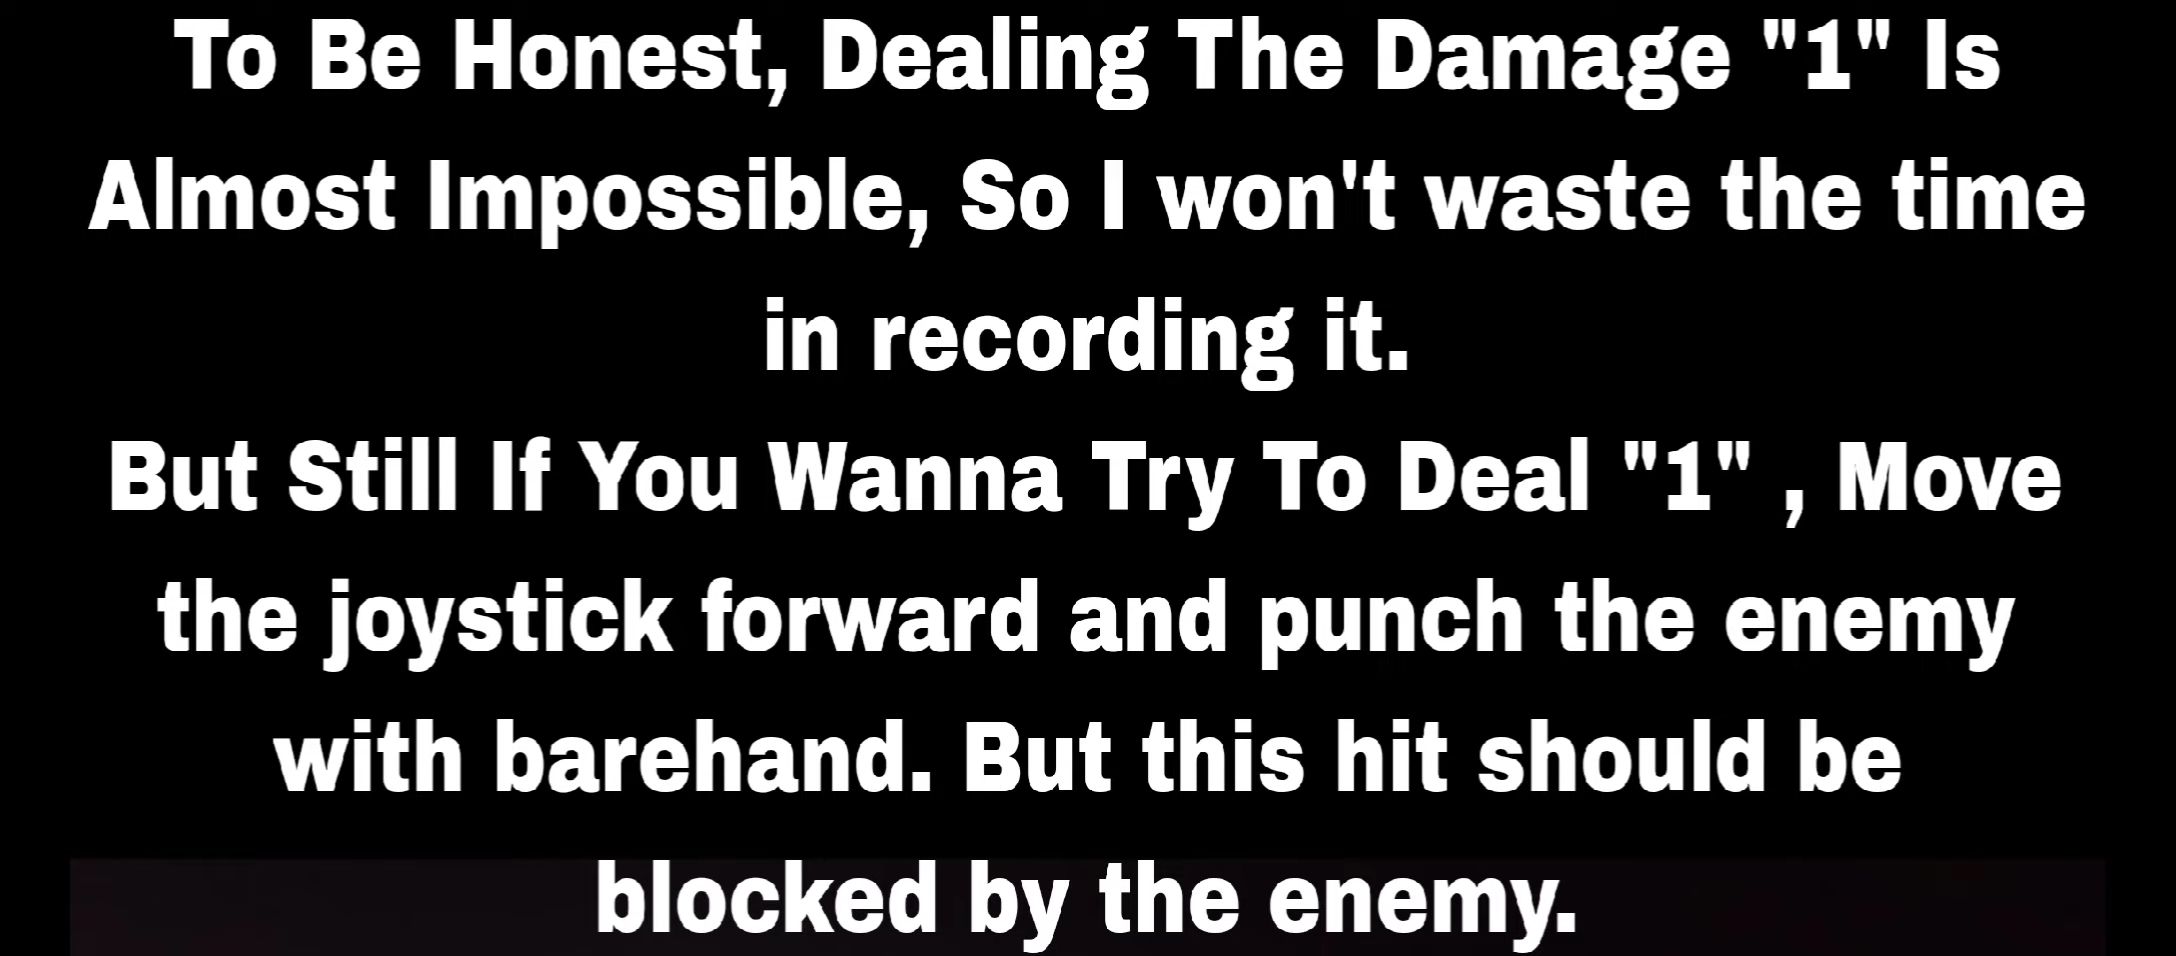 To Be Honest, Dealing The Damage "1" Is
Almost Impossible, So I won't waste the time
in recording it.
But Still If You Wanna Try To Deal "1" , Move
the joystick forward and punch the enemy
with barehand. But this hit should be
blocked by the enemy.